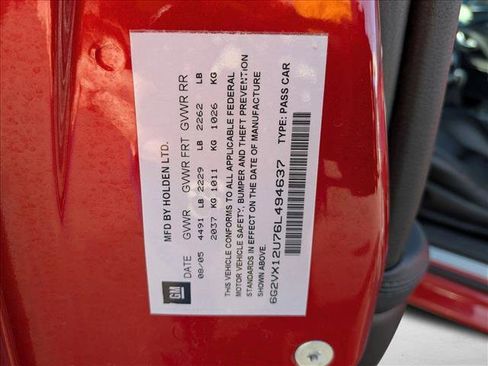 MFD BY HOLDEN LTD.
DATE GVWR GVWR FRT GVWR RR
08/05 4491 LB 2229 LB 2262 LB
2037 KG 1011 KG 1026 KG
THIS VEHICLE CONFORMS TO ALL APPLICABLE FEDERAL
MOTOR VEHICLE SAFETY, BUMPER AND THEFT PREVENTION
STANDARDS IN EFFECT ON THE DATE OF MANUFACTURE
SHOWN ABOVE.
6G2VX12U76L494637 TYPE: PASS CAR
GM